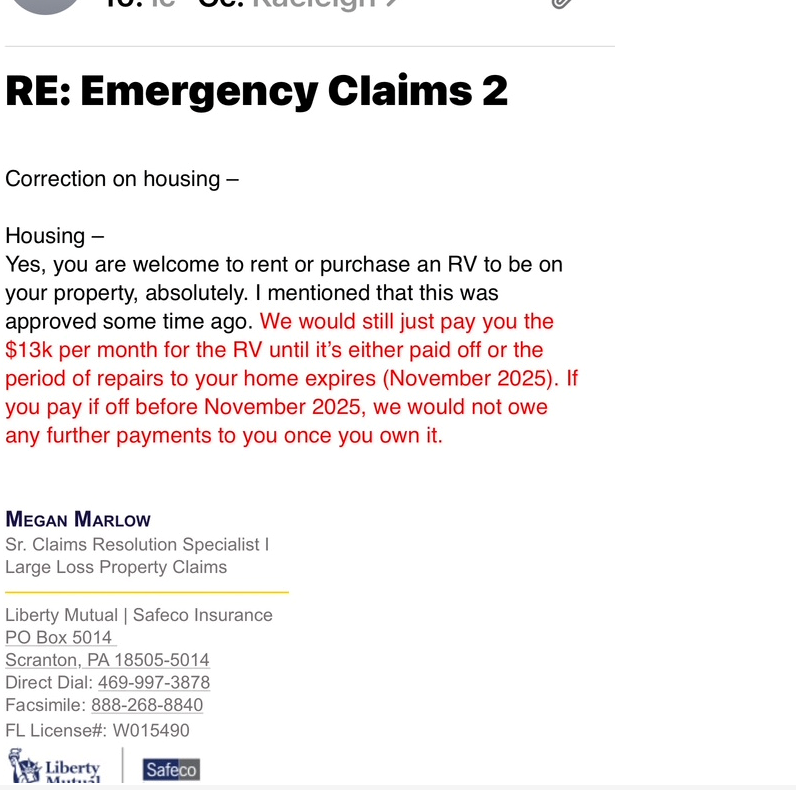 To: Cc: Raeleigh >
RE: Emergency Claims 2
Correction on housing –
Housing –
Yes, you are welcome to rent or purchase an RV to be on
your property, absolutely. I mentioned that this was
approved some time ago. We would still just pay you the
$13k per month for the RV until it's either paid off or the
period of repairs to your home expires (November 2025). If
you pay if off before November 2025, we would not owe
any further payments to you once you own it.
MEGAN MARLOW
Sr. Claims Resolution Specialist I
Large Loss Property Claims
Liberty Mutual | Safeco Insurance
PO Box 5014
Scranton, PA 18505-5014
Direct Dial: 469-997-3878
Facsimile: 888-268-8840
FL License#: W015490
Liberty
Mutual
Safeco